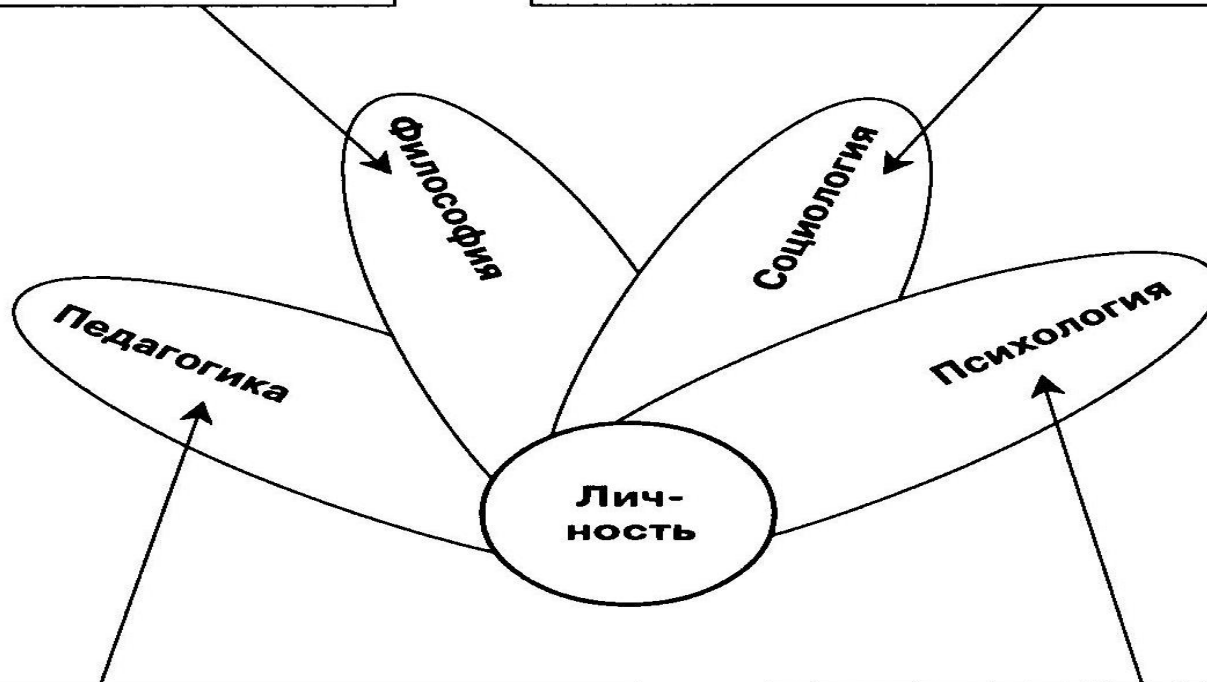 Философия
Социология
Педагогика
Психология
Лич-
ность